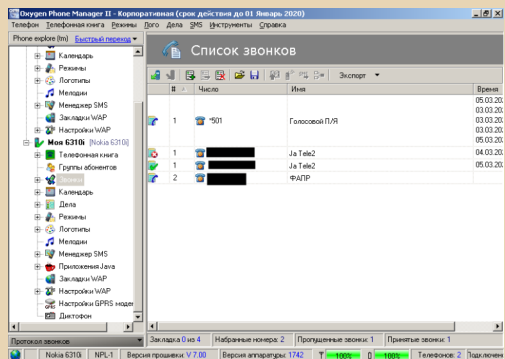 Oxygen Phone Manager II - Корпоративная (срок действия до 01 Январь 2020)
Телефон Телефонная книга Режимы Лого Дела SMS Инструменты Справка
Phone explore (tm) Быстрый переход
Список звонков
Экспорт
# Число Имя Время
Календарь
Режимы
Логотипы
Мелодии
Менеджер SMS
Закладки WAP
Настройки WAP
Моя 6310i [Nokia 6310i]
Телефонная книга
Группы абонентов
Звонки
Календарь
Дела
Режимы
Логотипы
Мелодии
Менеджер SMS
Приложения Java
Закладки WAP
Настройки WAP
Настройки GPRS модем
Диктофон
05.03.20
03.03.20
1 *501 Голосовой П/Я 03.03.20
03.03.20
05.03.20
1 Ja Tele2 04.03.20
1 Ja Tele2 05.03.20
2 ФАПР
Протокол звонков
Закладка 0 из 4 Набранные номера: 2 Пропущенные звонки: 1 Принятые звонки: 1
Nokia 6310i NPL-1 Версия прошивки: V 7.00 Версия аппаратуры: 1742 100% 100% Телефонов: 2 Подключен